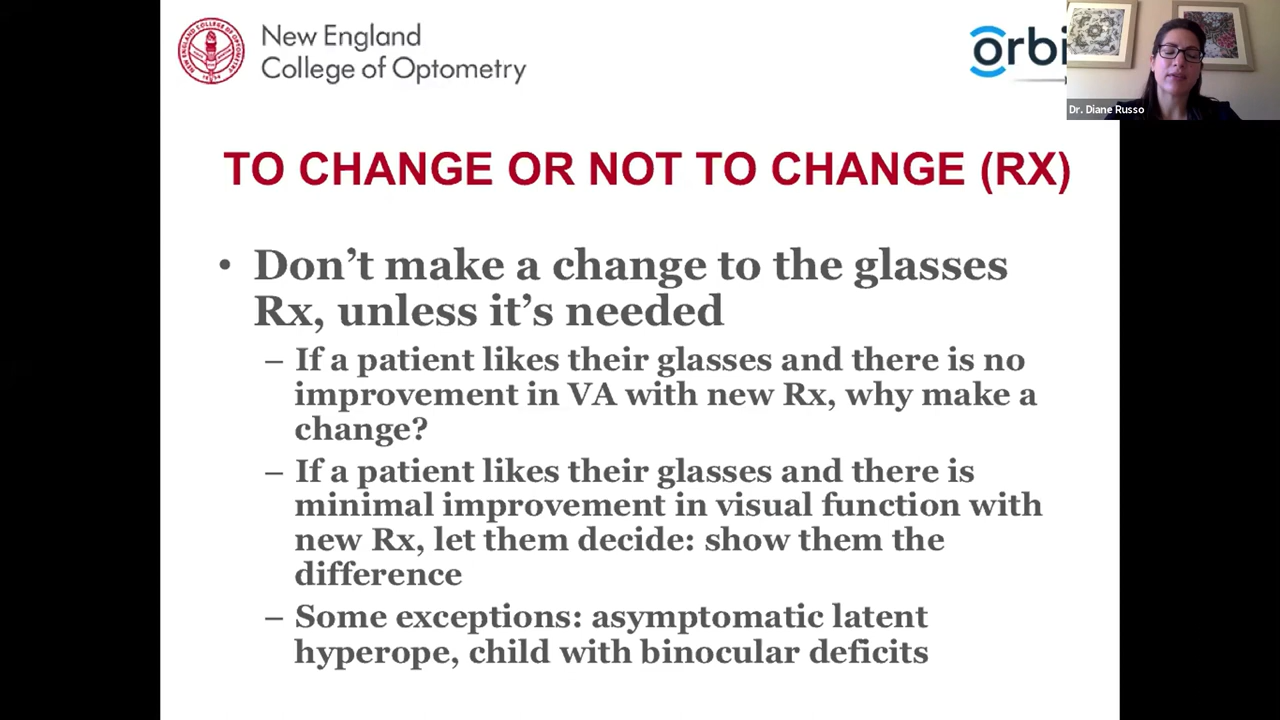 New England
College of Optometry
orbi
Dr. Diane Russo
TO CHANGE OR NOT TO CHANGE (RX)
• Don’t make a change to the glasses
Rx, unless it’s needed
– If a patient likes their glasses and there is no
improvement in VA with new Rx, why make a
change?
– If a patient likes their glasses and there is
minimal improvement in visual function with
new Rx, let them decide: show them the
difference
– Some exceptions: asymptomatic latent
hyperope, child with binocular deficits